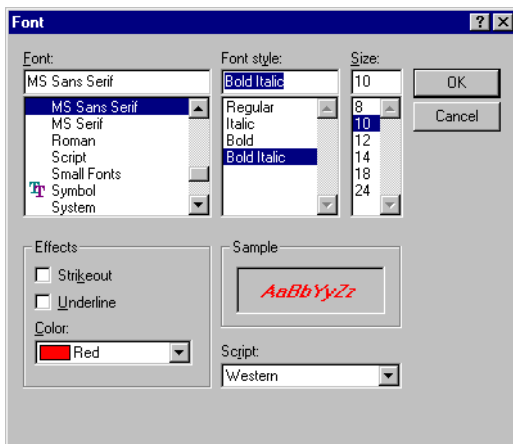 Font
Font: Font style: Size:
MS Sans Serif Bold Italic 10 OK
MS Sans Serif Regular 8 Cancel
MS Serif Italic 10
Roman Bold 12
Script Bold Italic 14
Small Fonts 18
Symbol 24
System
Effects Sample
Strikeout AaBbYyZz
Underline
Color:
Red Script:
Western